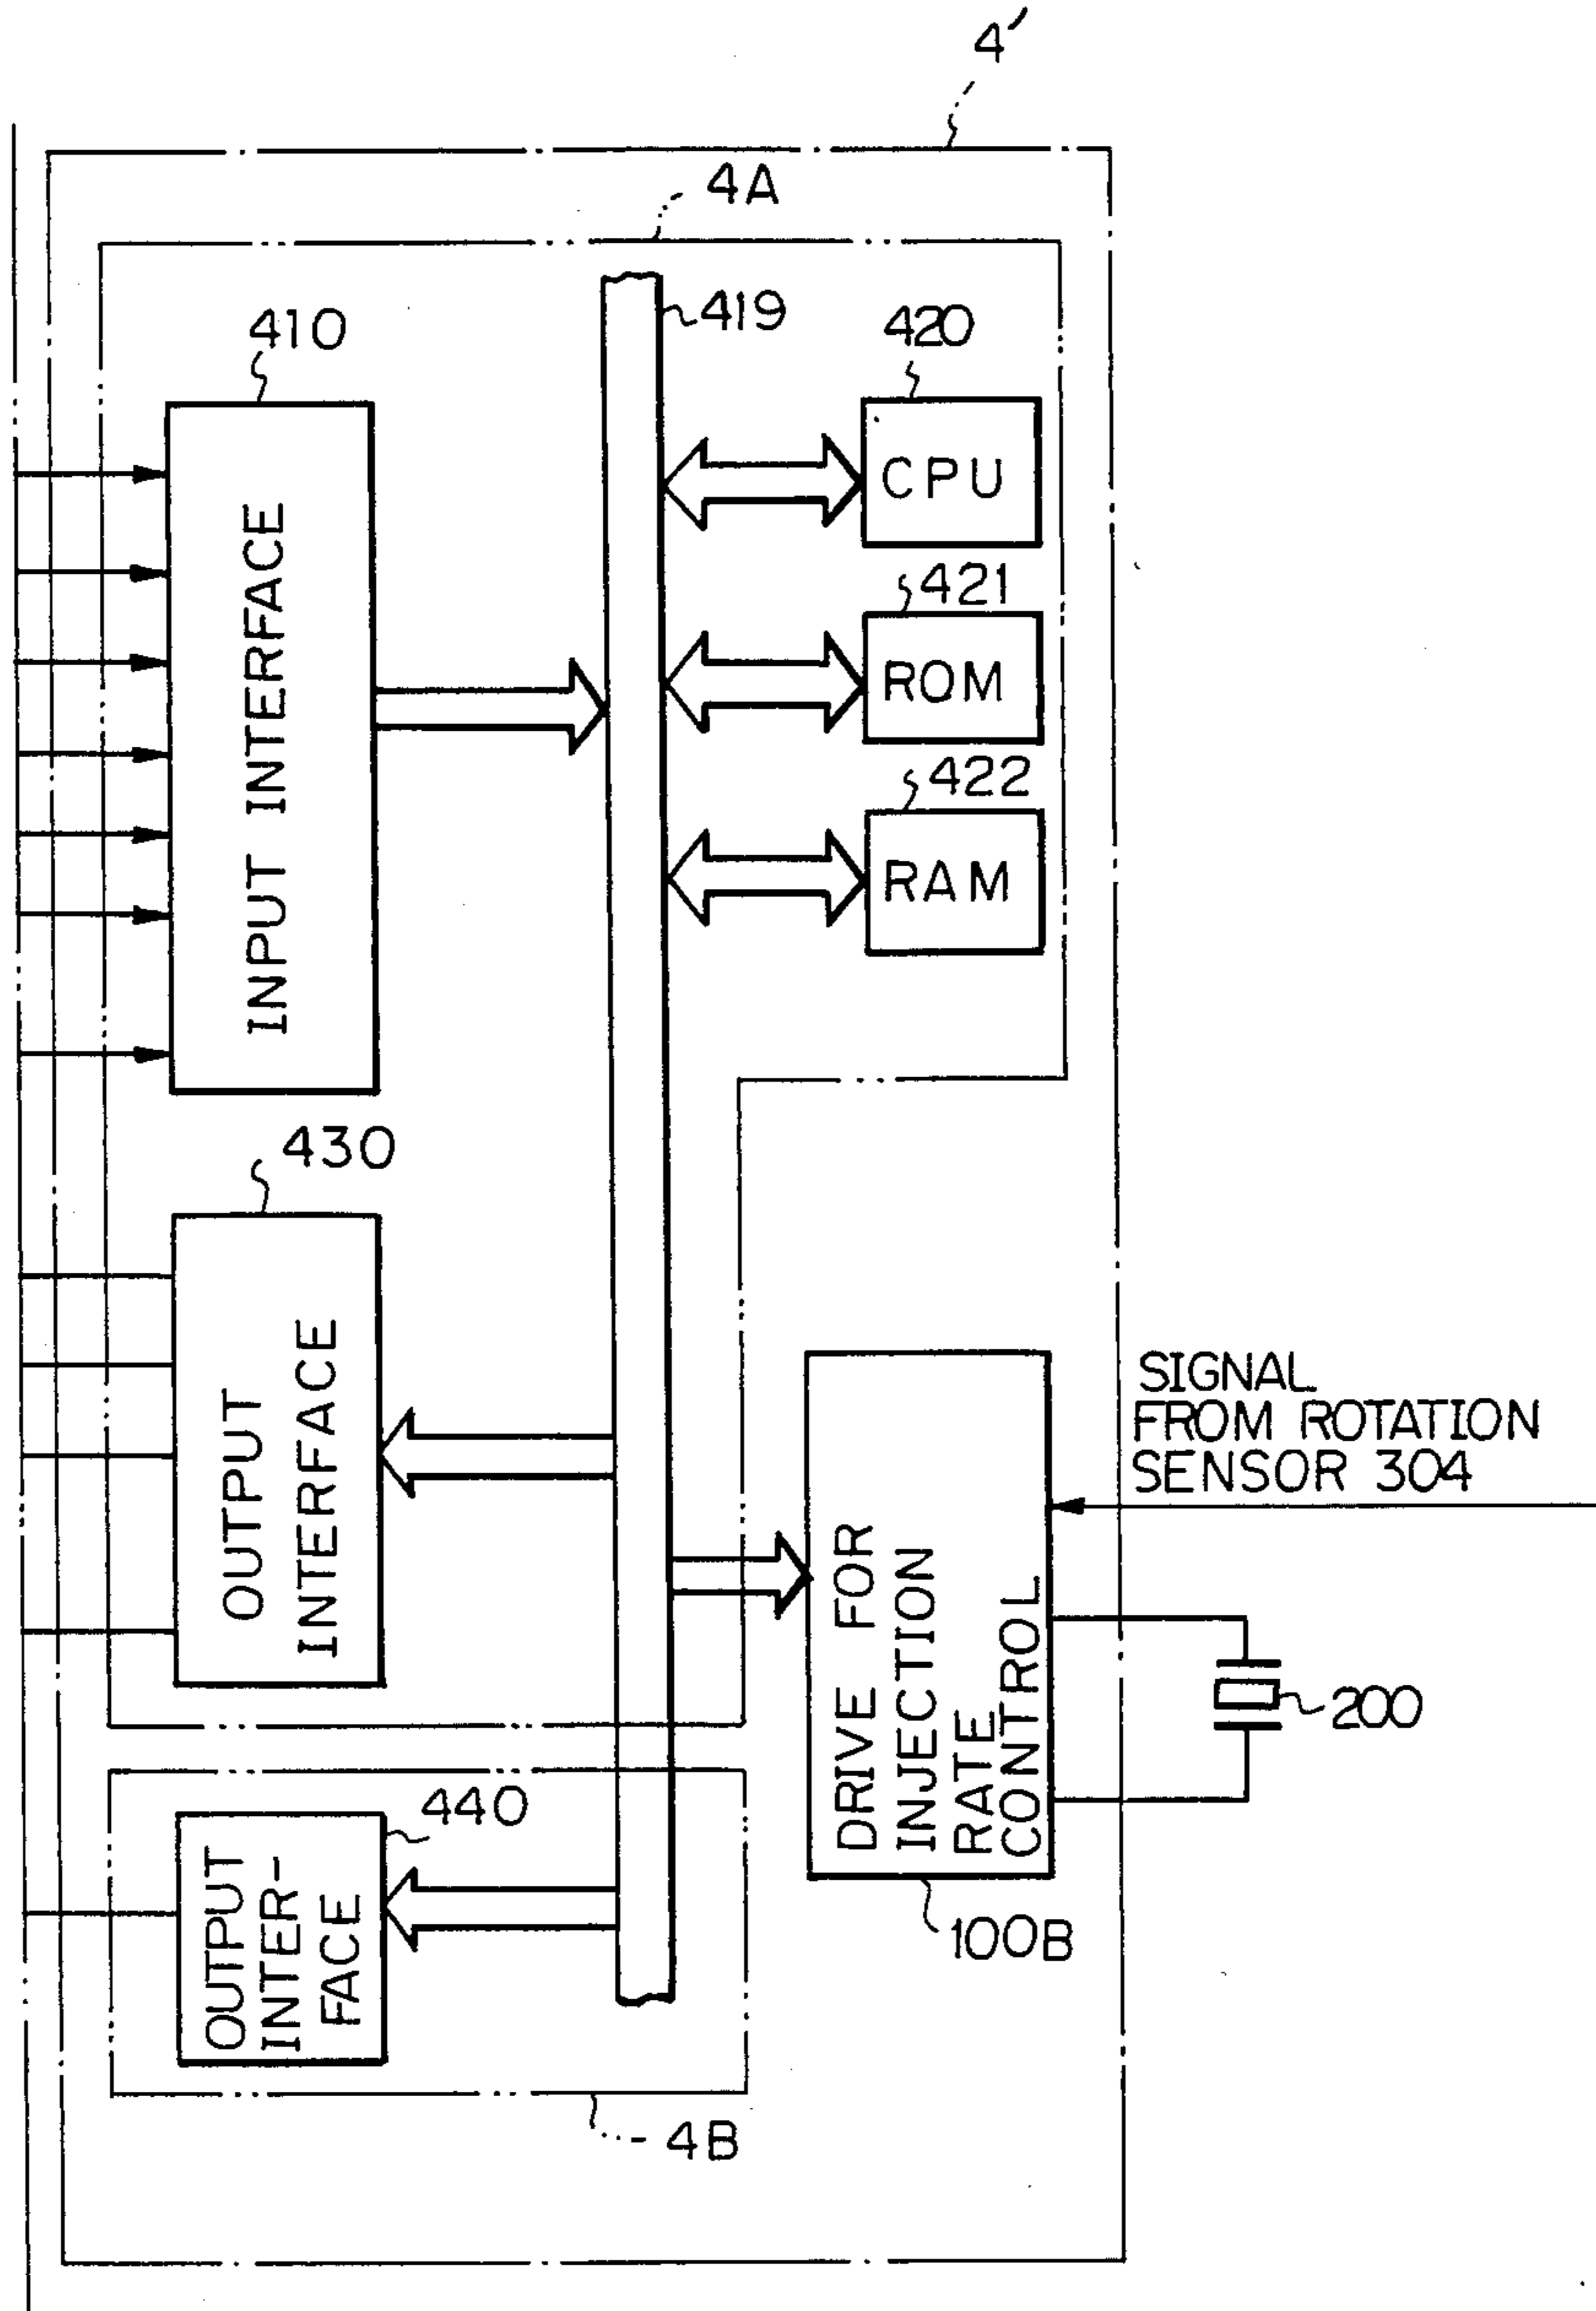 4'
4A
419
410
420
CPU
INPUT INTERFACE
421
ROM
422
RAM
430
OUTPUT
INTERFACE
SIGNAL
FROM ROTATION
SENSOR 304
DRIVE FOR
INJECTION
RATE
CONTROL
200
440
OUTPUT
INTER-
FACE
100B
4B